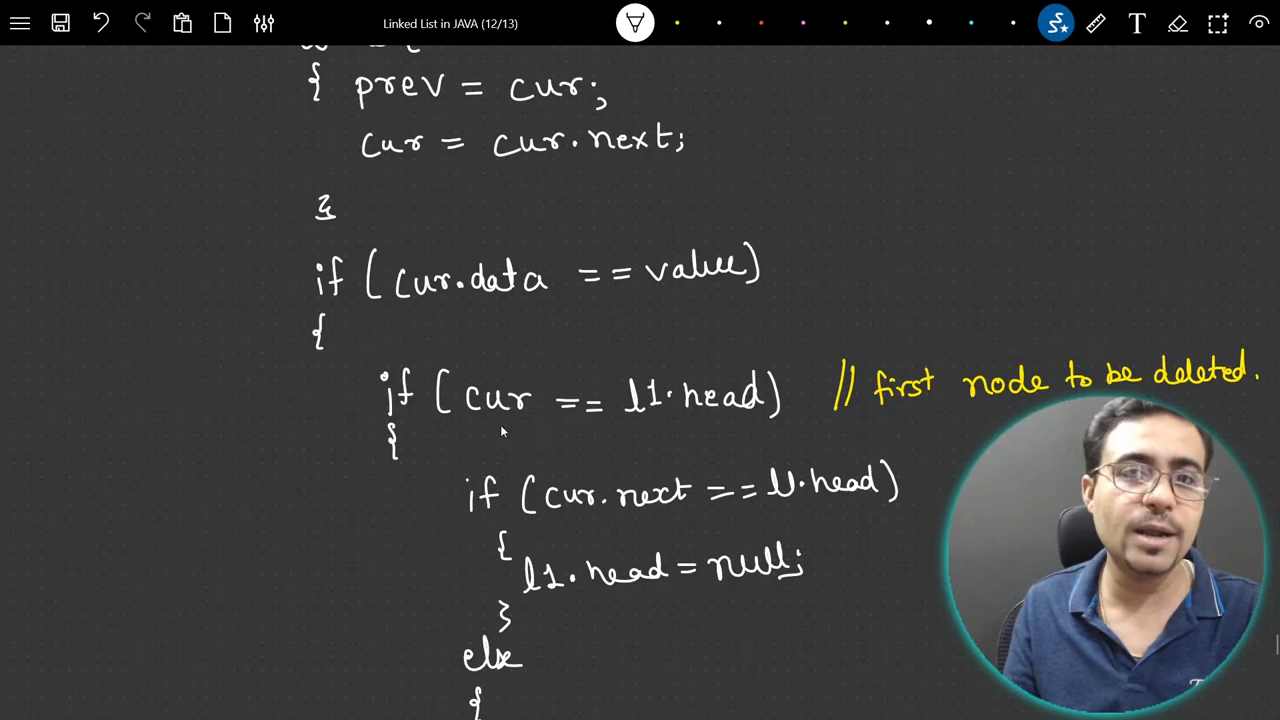 Linked List in JAVA (12/13)
{ prev = cur;
cur = cur.next;
}
if (cur.data == value)
{
if (cur == l1.head) // first node to be deleted.
{
if (cur.next == l1.head)
{
l1.head = null;
}
else
{